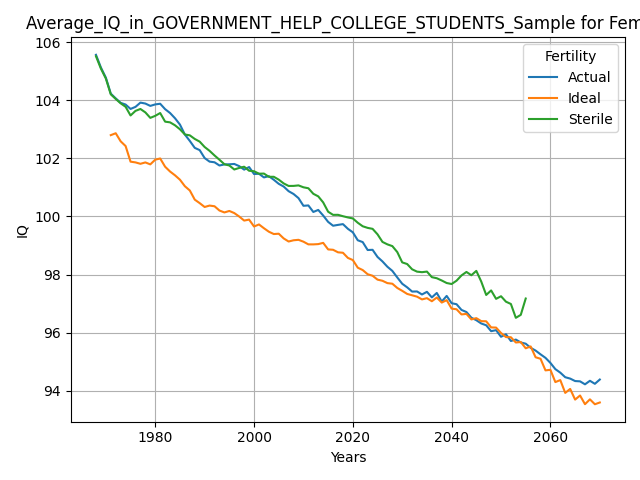 Average_IQ_in_GOVERNMENT_HELP_COLLEGE_STUDENTS_Sample for Fem
106
104
102
100
98
96
94
IQ
Fertility
Actual
Ideal
Sterile
1980
2000
2020
2040
2060
Years